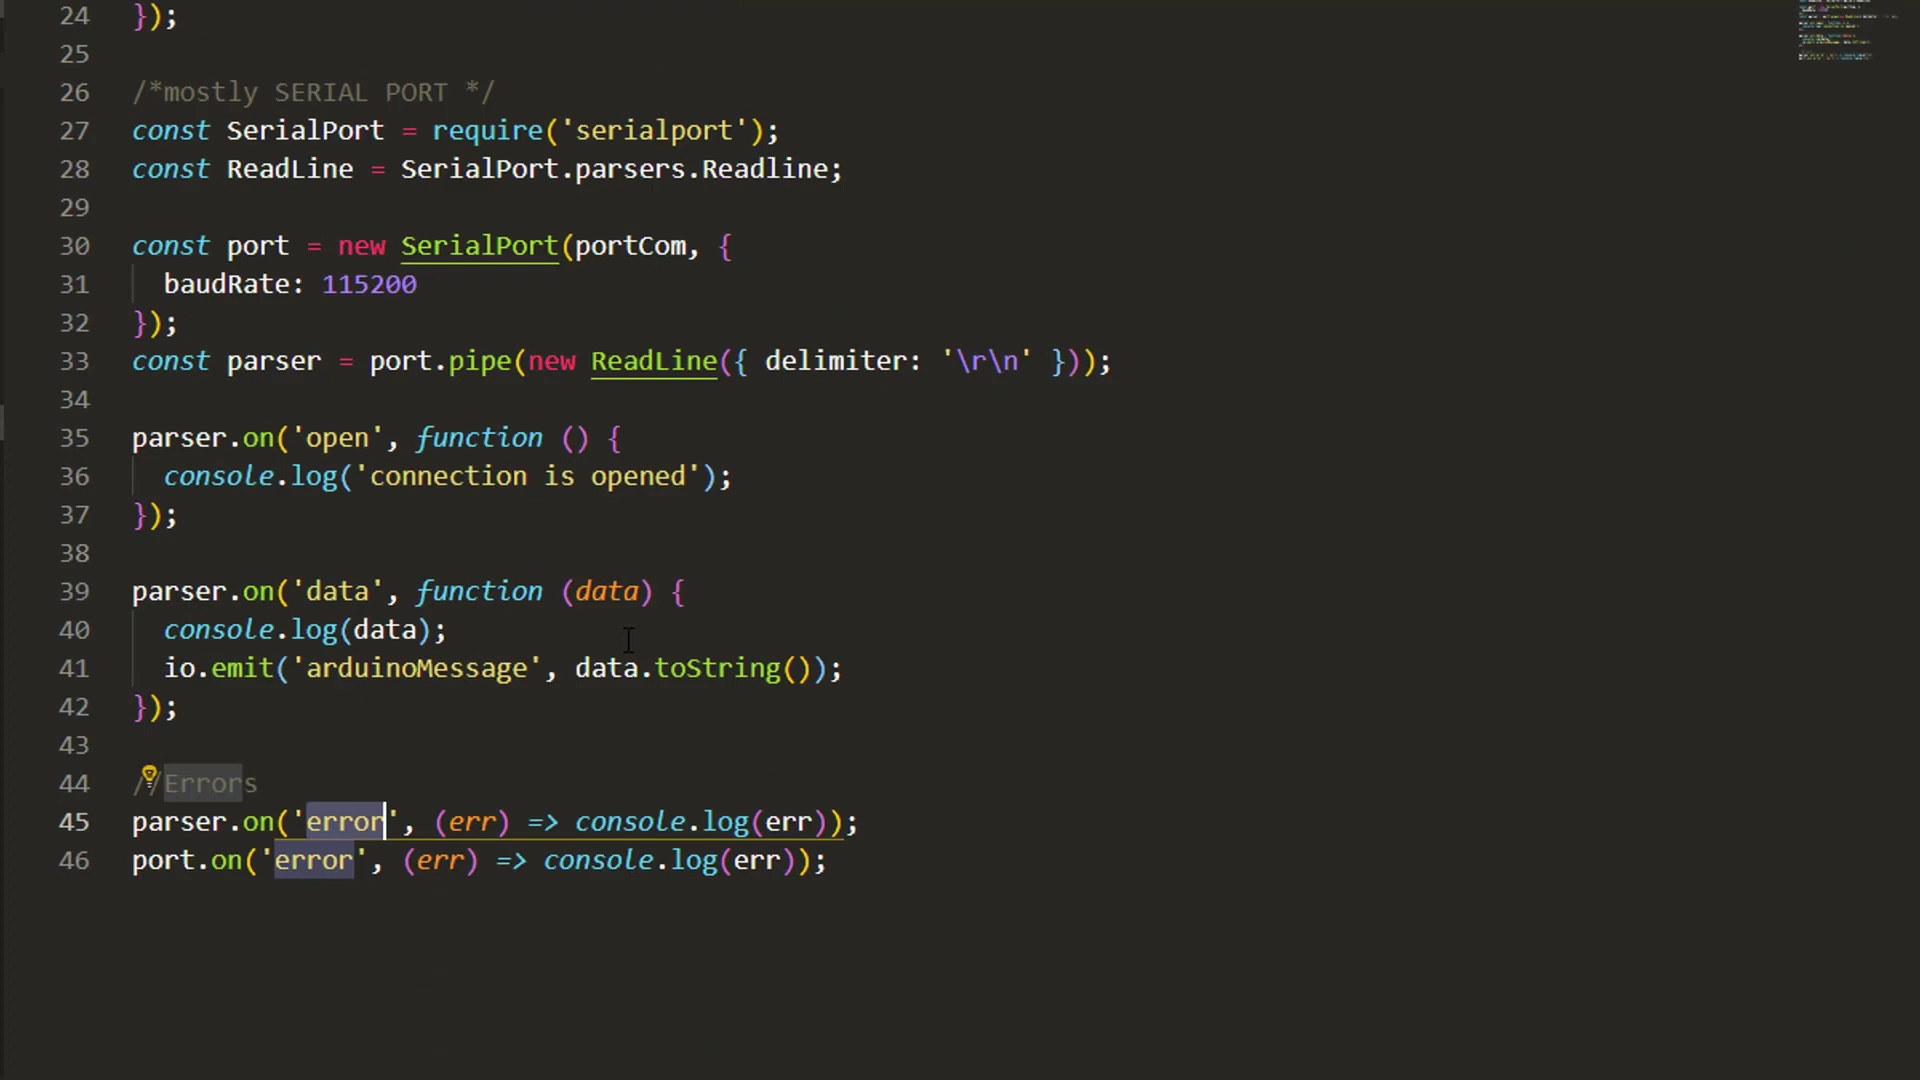 24 });
25
26 /*mostly SERIAL PORT */
27 const SerialPort = require('serialport');
28 const ReadLine = SerialPort.parsers.Readline;
29
30 const port = new SerialPort(portCom, {
31   baudRate: 115200
32 });
33 const parser = port.pipe(new ReadLine({ delimiter: '\r\n' }));
34
35 parser.on('open', function () {
36   console.log('connection is opened');
37 });
38
39 parser.on('data', function (data) {
40   console.log(data);
41   io.emit('arduinoMessage', data.toString());
42 });
43
44 //Errors
45 parser.on('error', (err) => console.log(err));
46 port.on('error', (err) => console.log(err));